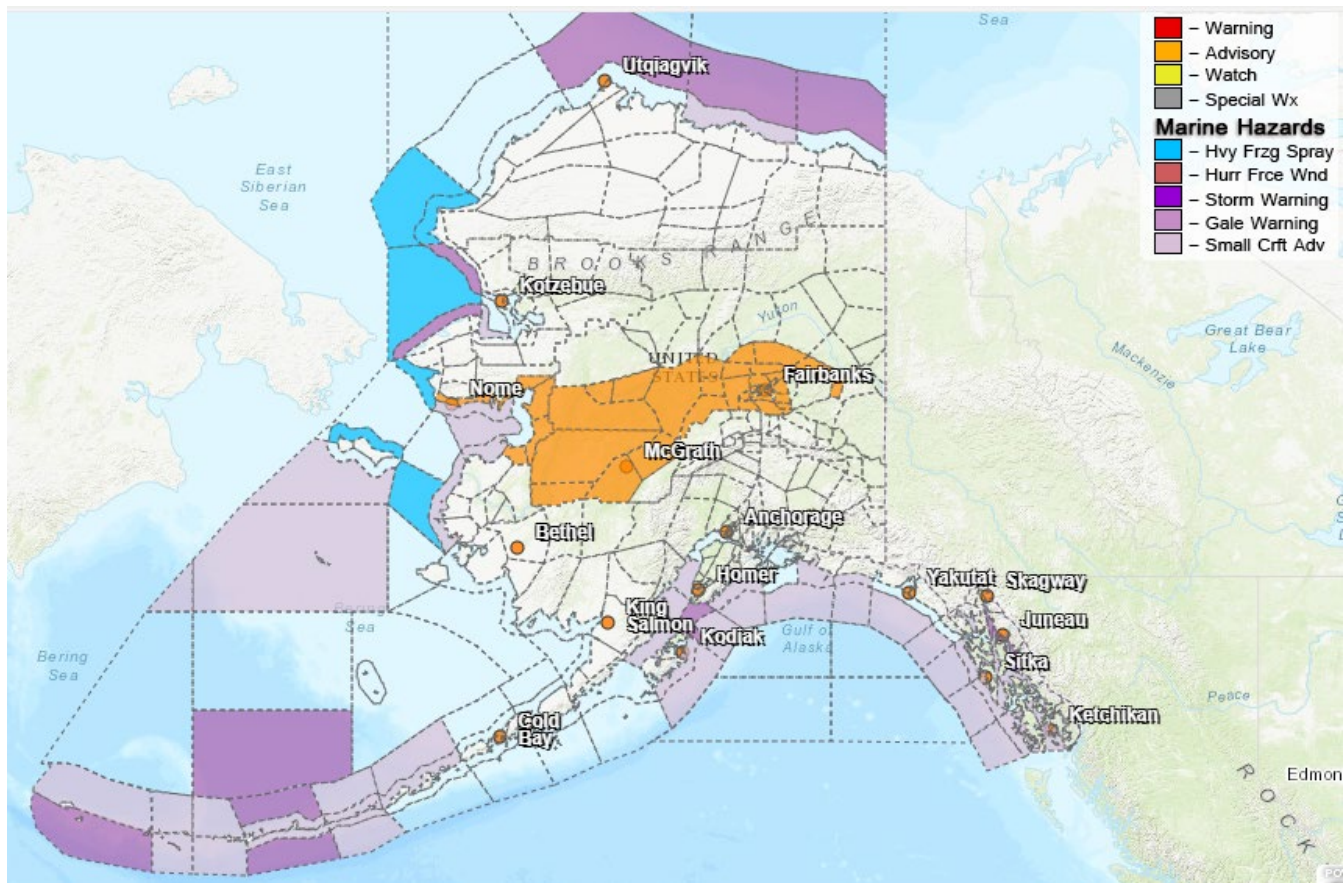 Sea
– Warning
– Advisory
– Watch
– Special Wx
Marine Hazards
– Hvy Frzg Spray
– Hurr Frce Wnd
– Storm Warning
– Gale Warning
– Small Crft Adv
Utqiagvik
East
Siberian
Sea
BROOKS RANGE
Kotzebue
Yukon
Great Bear
Lake
Mackenzie
UNITED
STATES
Fairbanks
Nome
McGrath
Anchorage
Bethel
Homer
Yakutat
Skagway
King
Salmon
Kodiak
Juneau
Bering
Sea
Gulf of
Alaska
Bering
Sea
Sitka
Peace
Ketchikan
Cold
Bay
Edmon
ROCK